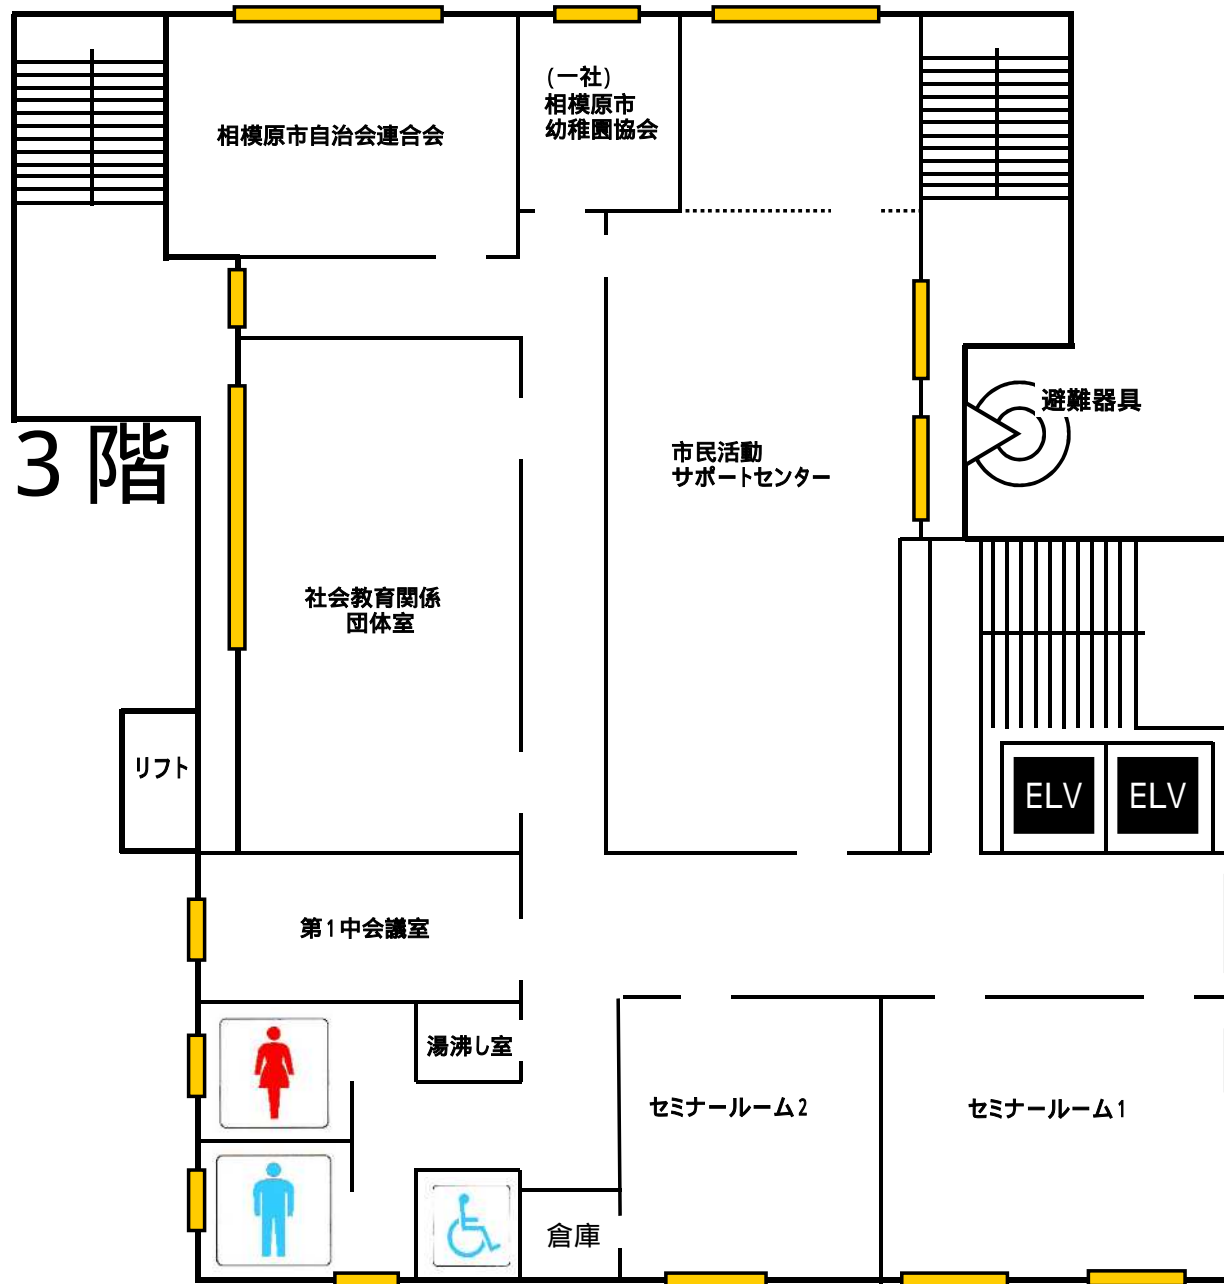 (一社)
相模原市
幼稚園協会
相模原市自治会連合会
避難器具
3階
市民活動
サポートセンター
社会教育関係
団体室
リフト
ELV
ELV
第1中会議室
湯沸し室
セミナールーム2
セミナールーム1
倉庫